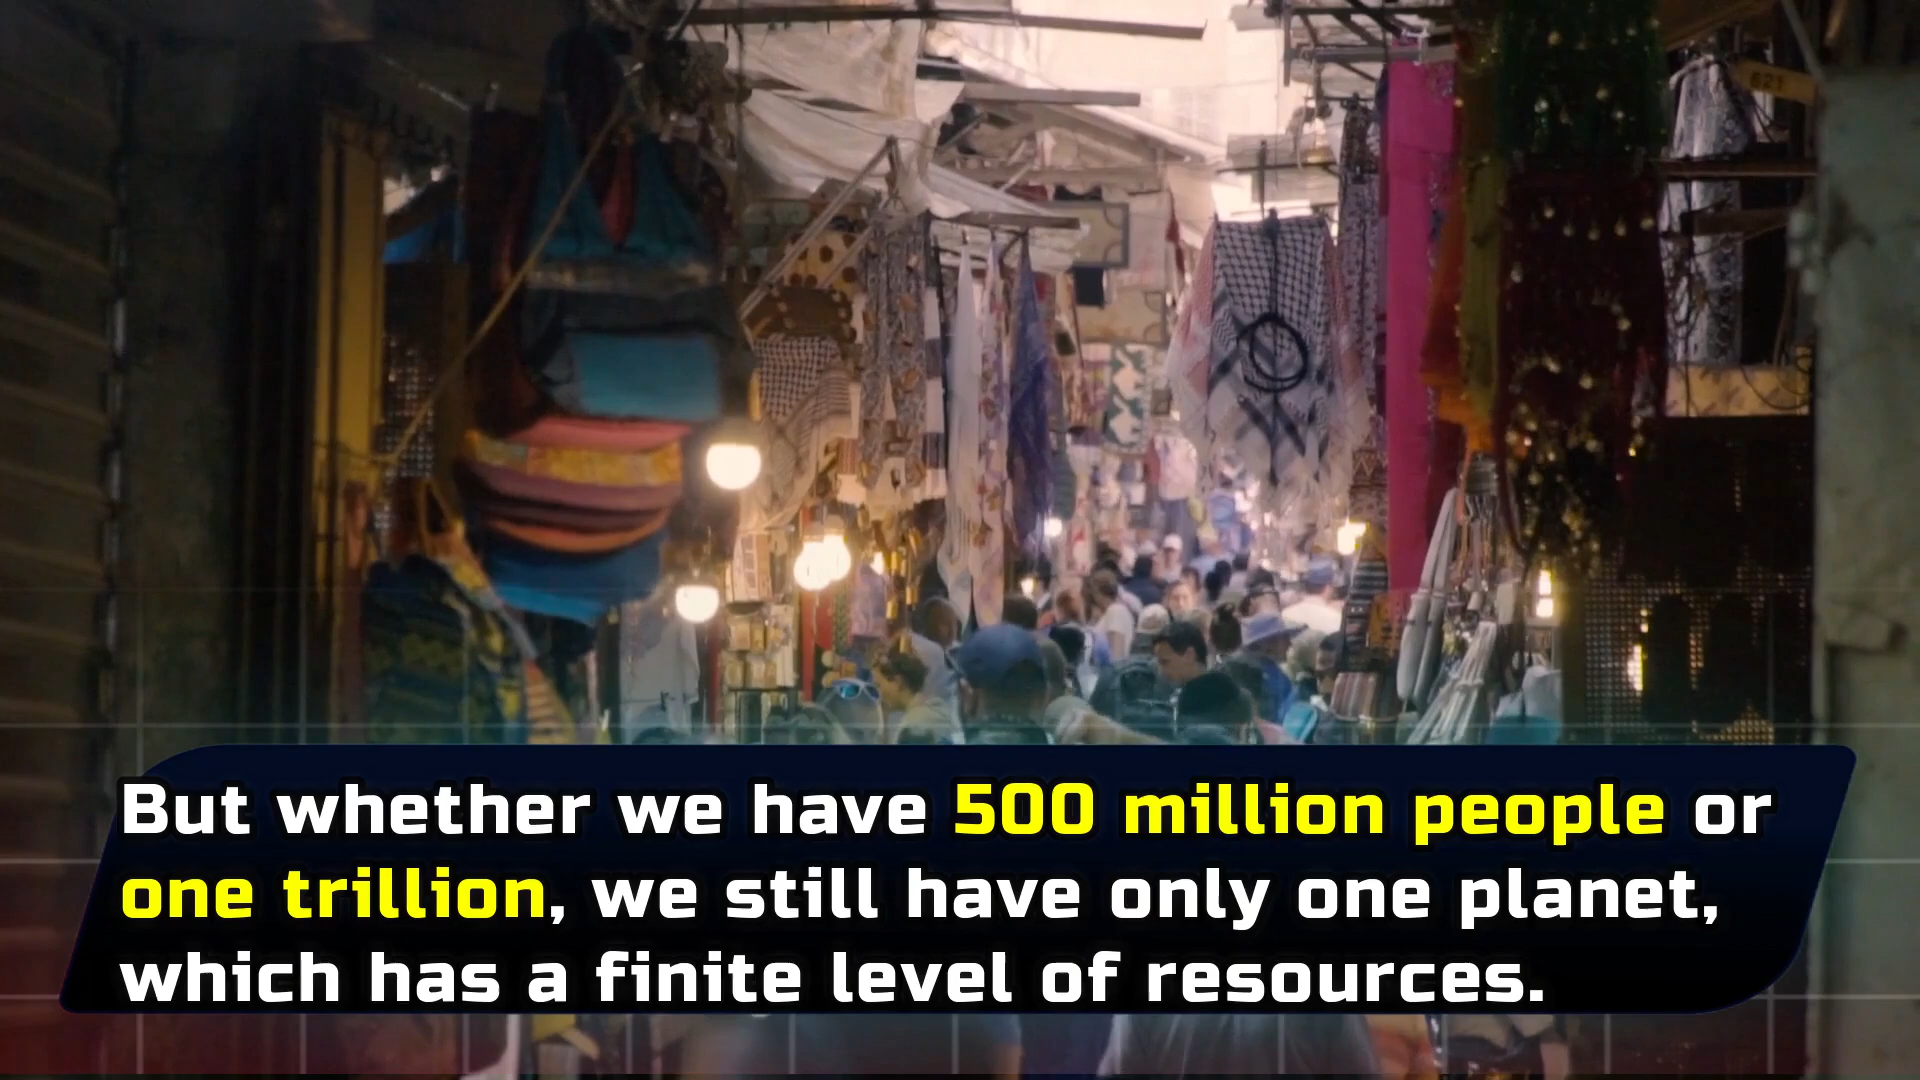 621
But whether we have 500 million people or
one trillion, we still have only one planet,
which has a finite level of resources.